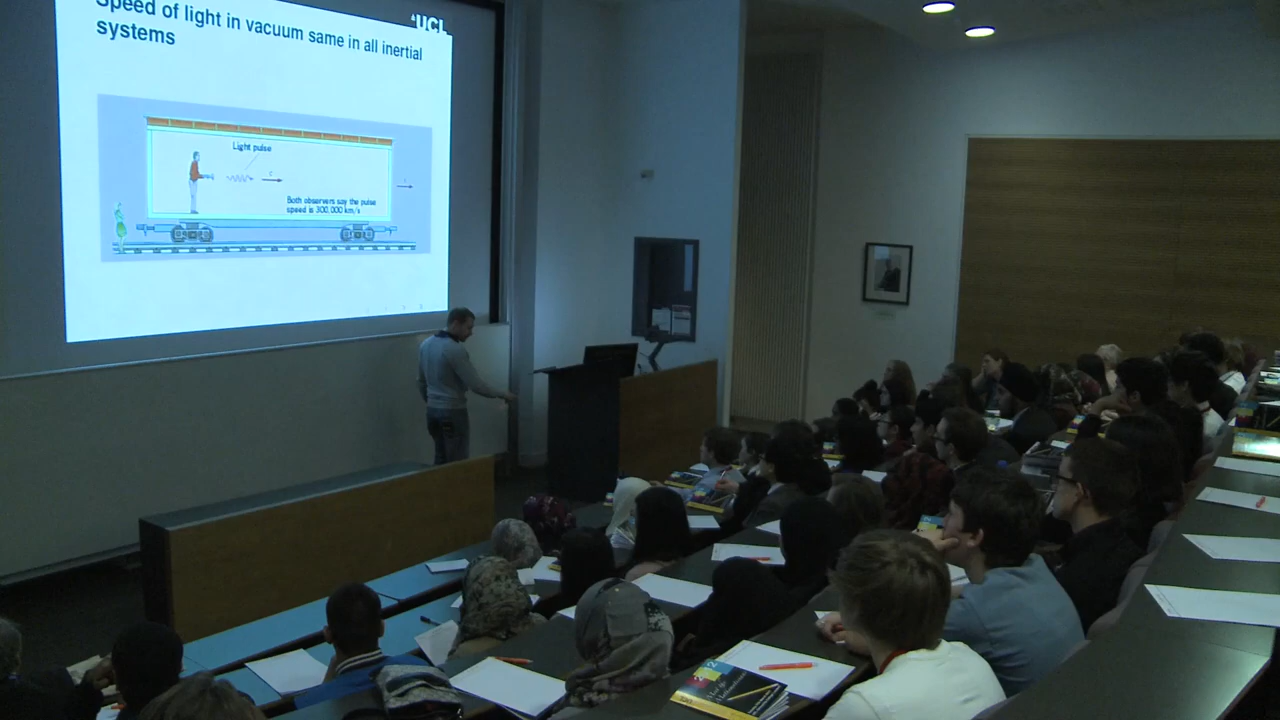 Speed of light in vacuum same in all inertial
systems
UCL
Light pulse
c
Both observers say the pulse
speed is 300,000 km/s